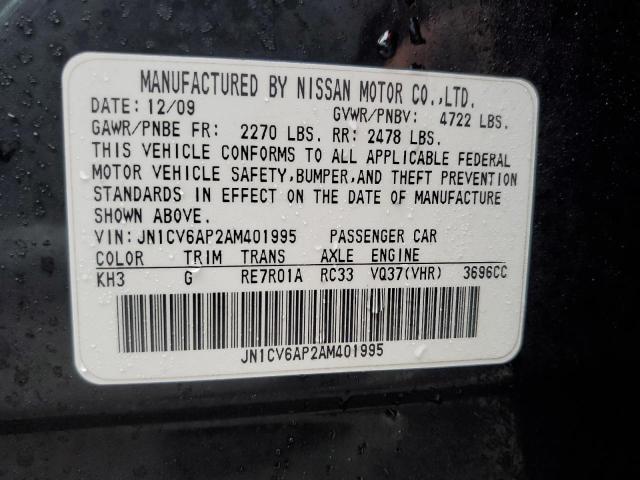 MANUFACTURED BY NISSAN MOTOR CO.,LTD.
DATE: 12/09 GVWR/PNBV: 4722 LBS.
GAWR/PNBE FR: 2270 LBS. RR: 2478 LBS.
THIS VEHICLE CONFORMS TO ALL APPLICABLE FEDERAL
MOTOR VEHICLE SAFETY,BUMPER,AND THEFT PREVENTION
STANDARDS IN EFFECT ON THE DATE OF MANUFACTURE
SHOWN ABOVE.
VIN:JN1CV6AP2AM401995 PASSENGER CAR
COLOR TRIM TRANS AXLE ENGINE
KH3 G RE7R01A RC33 VQ37(VHR) 3696CC
JN1CV6AP2AM401995